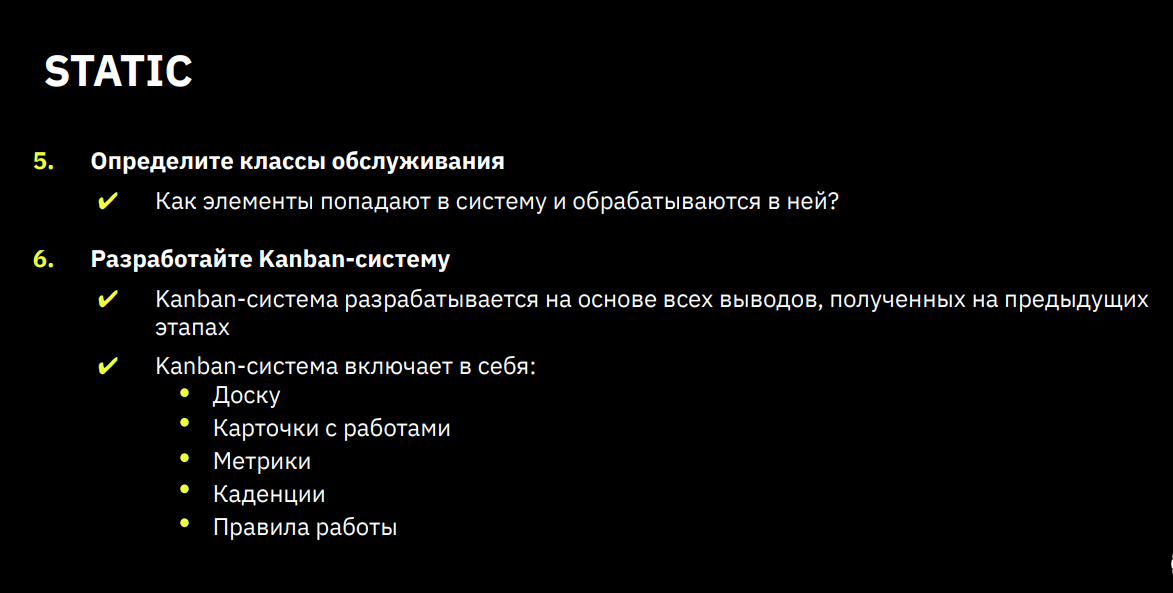 STATIC
5. Определите классы обслуживания
✔ Как элементы попадают в систему и обрабатываются в ней?
6. Разработайте Kanban-систему
✔ Kanban-система разрабатывается на основе всех выводов, полученных на предыдущих
этапах
✔ Kanban-система включает в себя:
• Доску
• Карточки с работами
• Метрики
• Каденции
• Правила работы